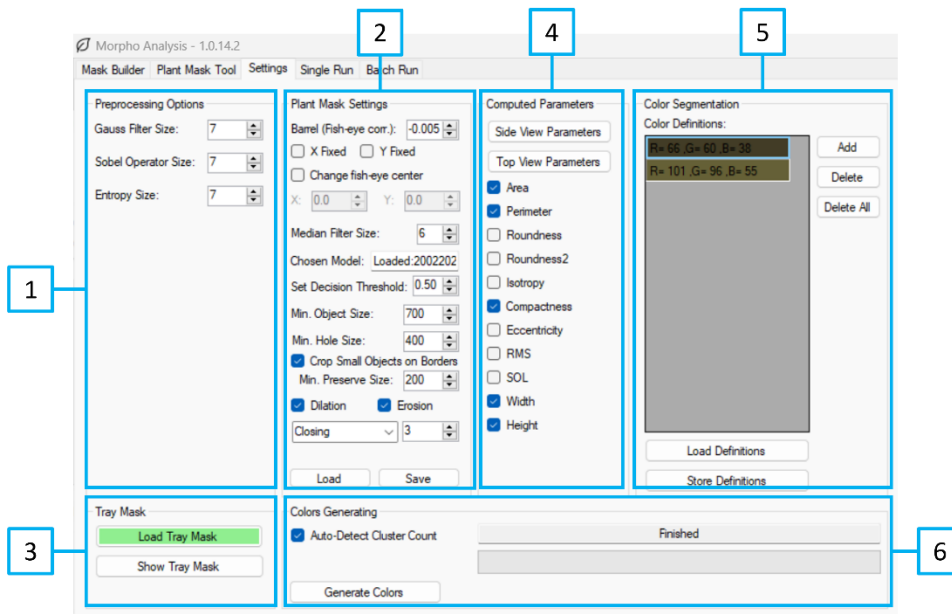 2
4
5
Morpho Analysis - 1.0.14.2
Mask Builder Plant Mask Tool Settings Single Run Batch Run
1
Preprocessing Options
Gauss Filter Size: 7
Sobel Operator Size: 7
Entropy Size: 7
Plant Mask Settings
Barrel (Fish-eye corr.): -0.005
X Fixed Y Fixed
Change fish-eye center
X: 0.0 Y: 0.0
Median Filter Size: 6
Chosen Model: Loaded:2002202
Set Decision Threshold: 0.50
Min. Object Size: 700
Min. Hole Size: 400
Crop Small Objects on Borders
Min. Preserve Size: 200
Dilation Erosion
Closing 3
Load Save
Computed Parameters
Side View Parameters
Top View Parameters
Area
Perimeter
Roundness
Roundness2
Isotropy
Compactness
Eccentricity
RMS
SOL
Width
Height
Color Segmentation
Color Definitions:
R= 66 ,G= 60 ,B= 38
R= 101 ,G= 96 ,B= 55
Add
Delete
Delete All
Load Definitions
Store Definitions
3
Tray Mask
Load Tray Mask
Show Tray Mask
Colors Generating
Auto-Detect Cluster Count
Finished
Generate Colors
6